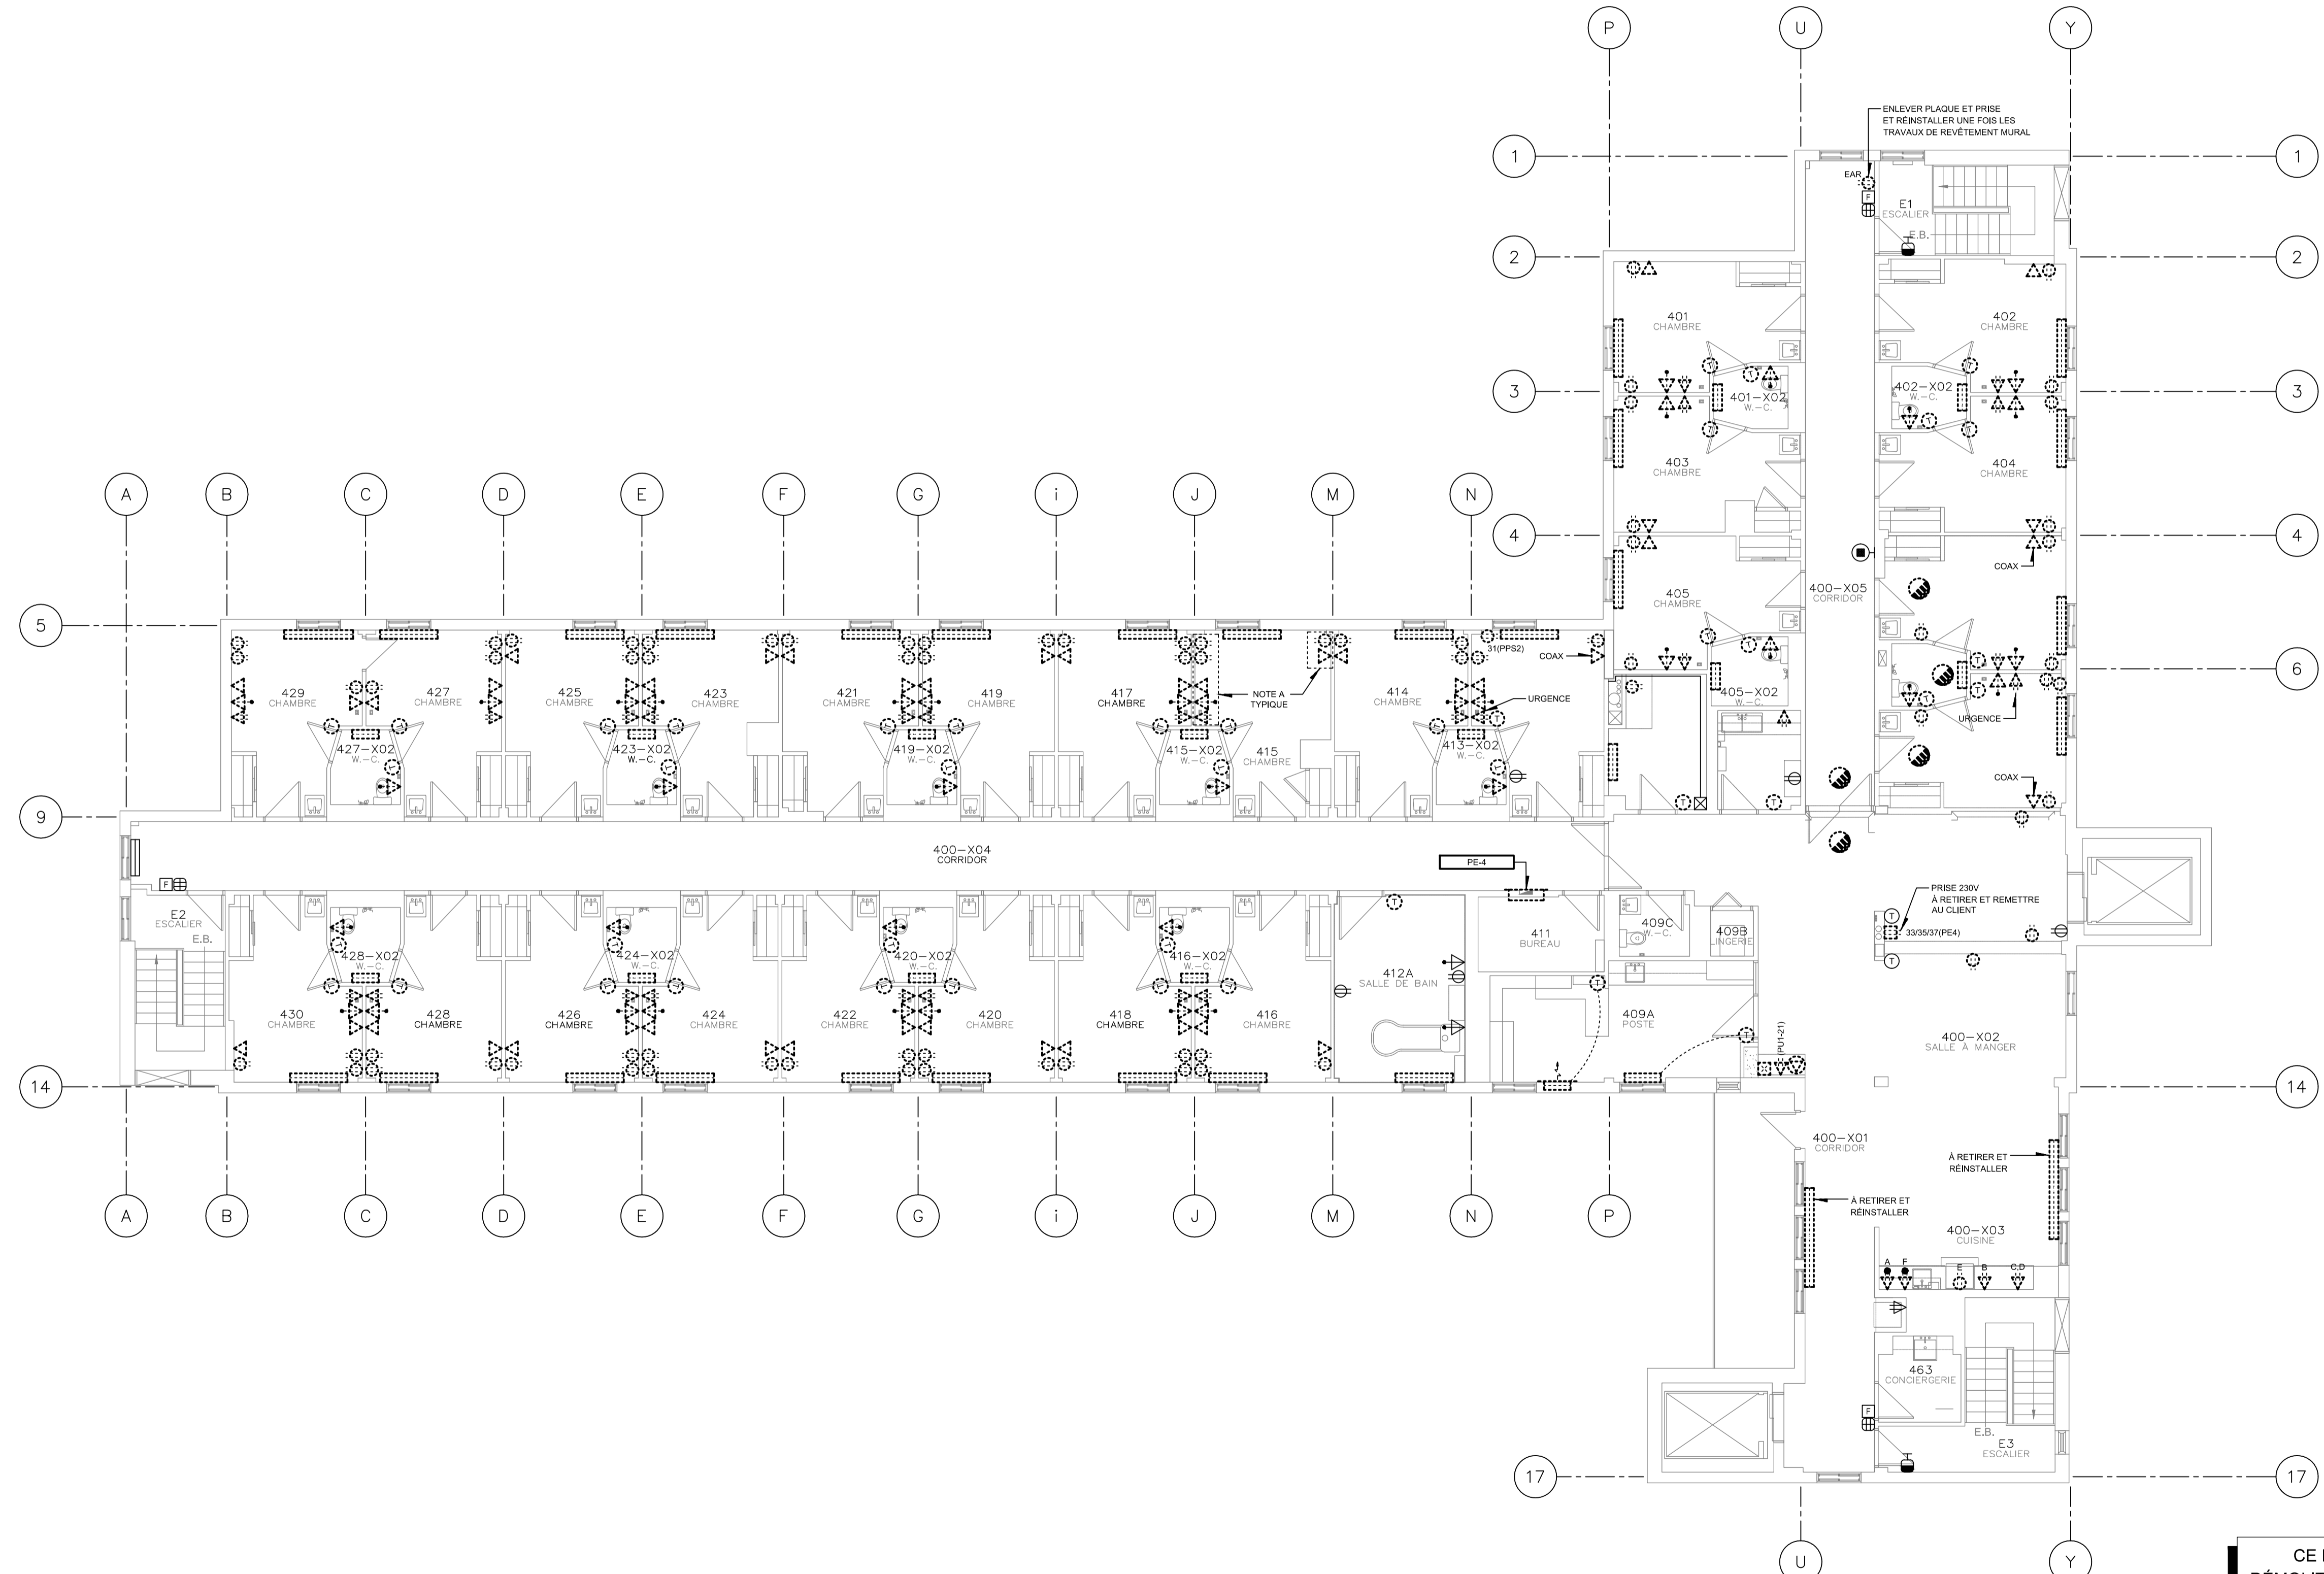 P
U
Y
ENLEVER PLAQUE ET PRISE
ET RÉINSTALLER UNE FOIS LES
TRAVAUX DE REVÊTEMENT MURAL
1
1
EAR
F
E1
ESCALIER
E.B.
2
2
401
CHAMBRE
402
CHAMBRE
T
T
T
T
3
401-X02
W.-C.
402-X02
W.-C.
3
T
T
T
403
CHAMBRE
404
CHAMBRE
A
B
C
D
E
F
G
i
J
M
N
4
4
COAX
400-X05
CORRIDOR
405
CHAMBRE
5
31(PPS2)
COAX
T
T
T
T
T
6
429
CHAMBRE
427
CHAMBRE
425
CHAMBRE
423
CHAMBRE
421
CHAMBRE
419
CHAMBRE
417
CHAMBRE
NOTE A
TYPIQUE
414
CHAMBRE
URGENCE
T
405-X02
W.-C.
URGENCE
427-X02
W.-C.
423-X02
W.-C.
419-X02
W.-C.
415-X02
W.-C.
415
CHAMBRE
413-X02
W.-C.
COAX
T
T
9
400-X04
CORRIDOR
PE-4
F
E2
ESCALIER
E.B.
T
PRISE 230V
À RETIRER ET REMETTRE
AU CLIENT
T
33/35/37(PE4)
T
409C
W.-C.
409B
LINGERIE
411
BUREAU
428-X02
W.-C.
424-X02
W.-C.
420-X02
W.-C.
416-X02
W.-C.
412A
SALLE DE BAIN
T
430
CHAMBRE
428
CHAMBRE
426
CHAMBRE
424
CHAMBRE
422
CHAMBRE
420
CHAMBRE
418
CHAMBRE
416
CHAMBRE
409A
POSTE
T
(PU1-21)
400-X02
SALLE À MANGER
14
14
400-X01
CORRIDOR
À RETIRER ET
RÉINSTALLER
A
B
C
D
E
F
G
i
J
M
N
P
À RETIRER ET
RÉINSTALLER
400-X03
CUISINE
A
F
E
B
C,D
463
CONCIERGERIE
F
E.B.
E3
ESCALIER
17
17
U
Y
CE